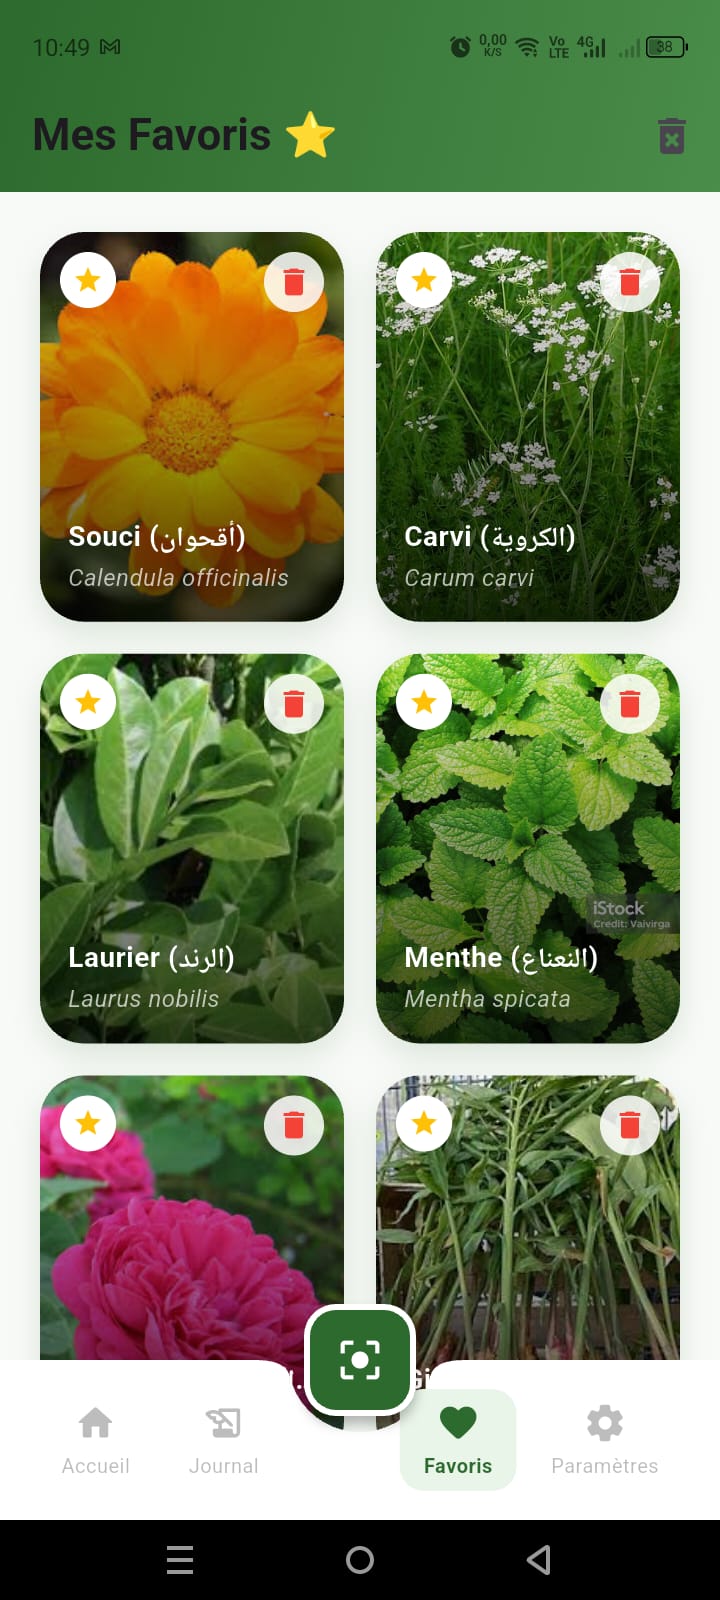 10:49
0,00
K/S
Vo
LTE
4G
38
Mes Favoris ⭐
Souci (أقحوان)
Calendula officinalis
Carvi (الكروية)
Carum carvi
Laurier (الرند)
Laurus nobilis
iStock
Credit: Vaivirga
Menthe (النعناع)
Mentha spicata
Accueil
Journal
Favoris
Paramètres